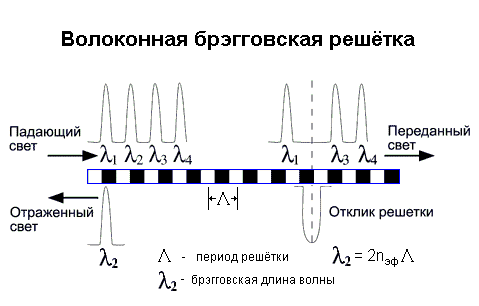 Волоконная брэгговская решётка
Падающий
свет
λ1 λ2 λ3 λ4
λ1 λ3 λ4
Переданный
свет
Отраженный
свет
Λ
Отклик решетки
λ2
Λ - период решётки
λ2 = 2nэф Λ
λ2 - брэгговская длина волны